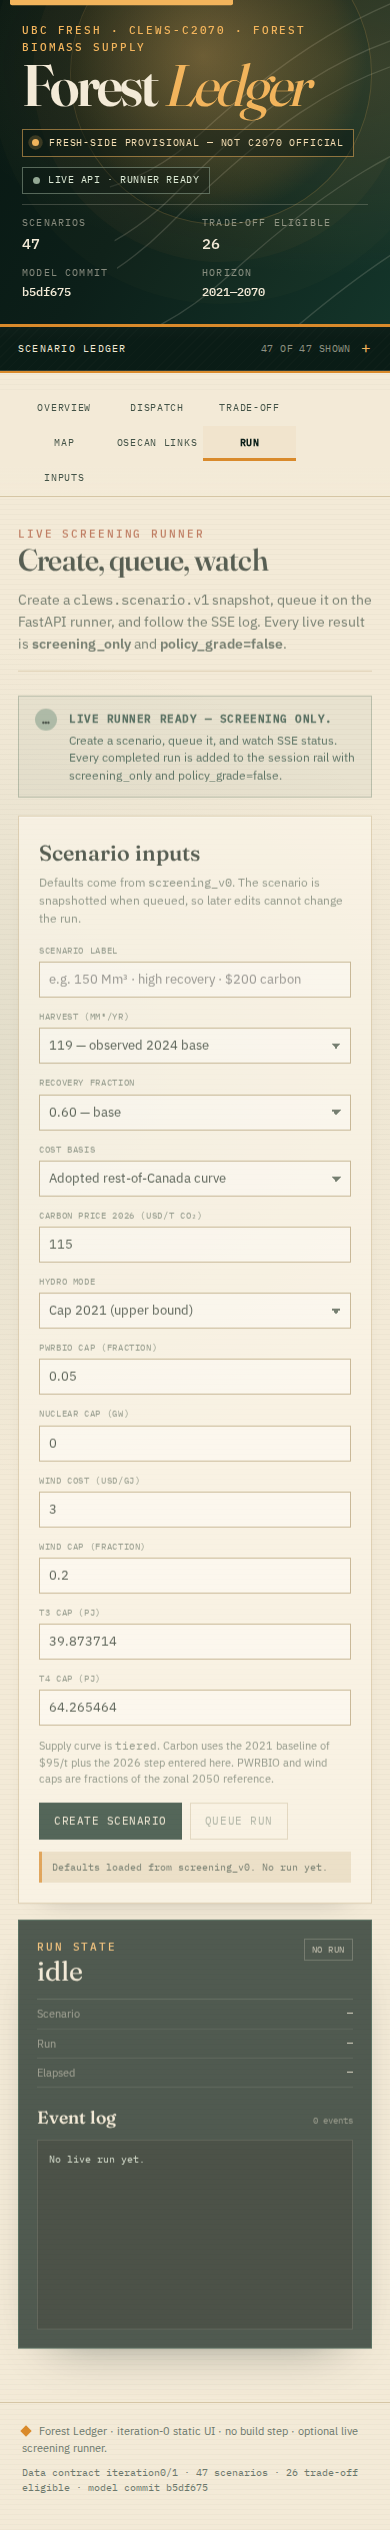 UBC FRESH · CLEWS-C2070 · FOREST
BIOMASS SUPPLY
Forest Ledger
FRESH-SIDE PROVISIONAL — NOT C2070 OFFICIAL
LIVE API · RUNNER READY
SCENARIOS
47
TRADE-OFF ELIGIBLE
26
MODEL COMMIT
b5df675
HORIZON
2021—2070
SCENARIO LEDGER
47 OF 47 SHOWN +
OVERVIEW
DISPATCH
TRADE-OFF
MAP
OSECAN LINKS
RUN
INPUTS
LIVE SCREENING RUNNER
Create, queue, watch
Create a clews.scenario.v1 snapshot, queue it on the
FastAPI runner, and follow the SSE log. Every live result
is screening_only and policy_grade=false.
…
LIVE RUNNER READY — SCREENING ONLY.
Create a scenario, queue it, and watch SSE status.
Every completed run is added to the session rail with
screening_only and policy_grade=false.
Scenario inputs
Defaults come from screening_v0. The scenario is
snapshotted when queued, so later edits cannot change
the run.
SCENARIO LABEL
e.g. 150 Mm³ · high recovery · $200 carbon
HARVEST (MM³/YR)
119 — observed 2024 base
RECOVERY FRACTION
0.60 — base
COST BASIS
Adopted rest-of-Canada curve
CARBON PRICE 2026 (USD/T CO₂)
115
HYDRO MODE
Cap 2021 (upper bound)
PWRBIO CAP (FRACTION)
0.05
NUCLEAR CAP (GW)
0
WIND COST (USD/GJ)
3
WIND CAP (FRACTION)
0.2
T3 CAP (PJ)
39.873714
T4 CAP (PJ)
64.265464
Supply curve is tiered. Carbon uses the 2021 baseline of
$95/t plus the 2026 step entered here. PWRBIO and wind
caps are fractions of the zonal 2050 reference.
CREATE SCENARIO
QUEUE RUN
Defaults loaded from screening_v0. No run yet.
RUN STATE
idle
NO RUN
Scenario —
Run —
Elapsed —
Event log
0 events
No live run yet.
Forest Ledger · iteration-0 static UI · no build step · optional live
screening runner.
Data contract iteration0/1 · 47 scenarios · 26 trade-off
eligible · model commit b5df675